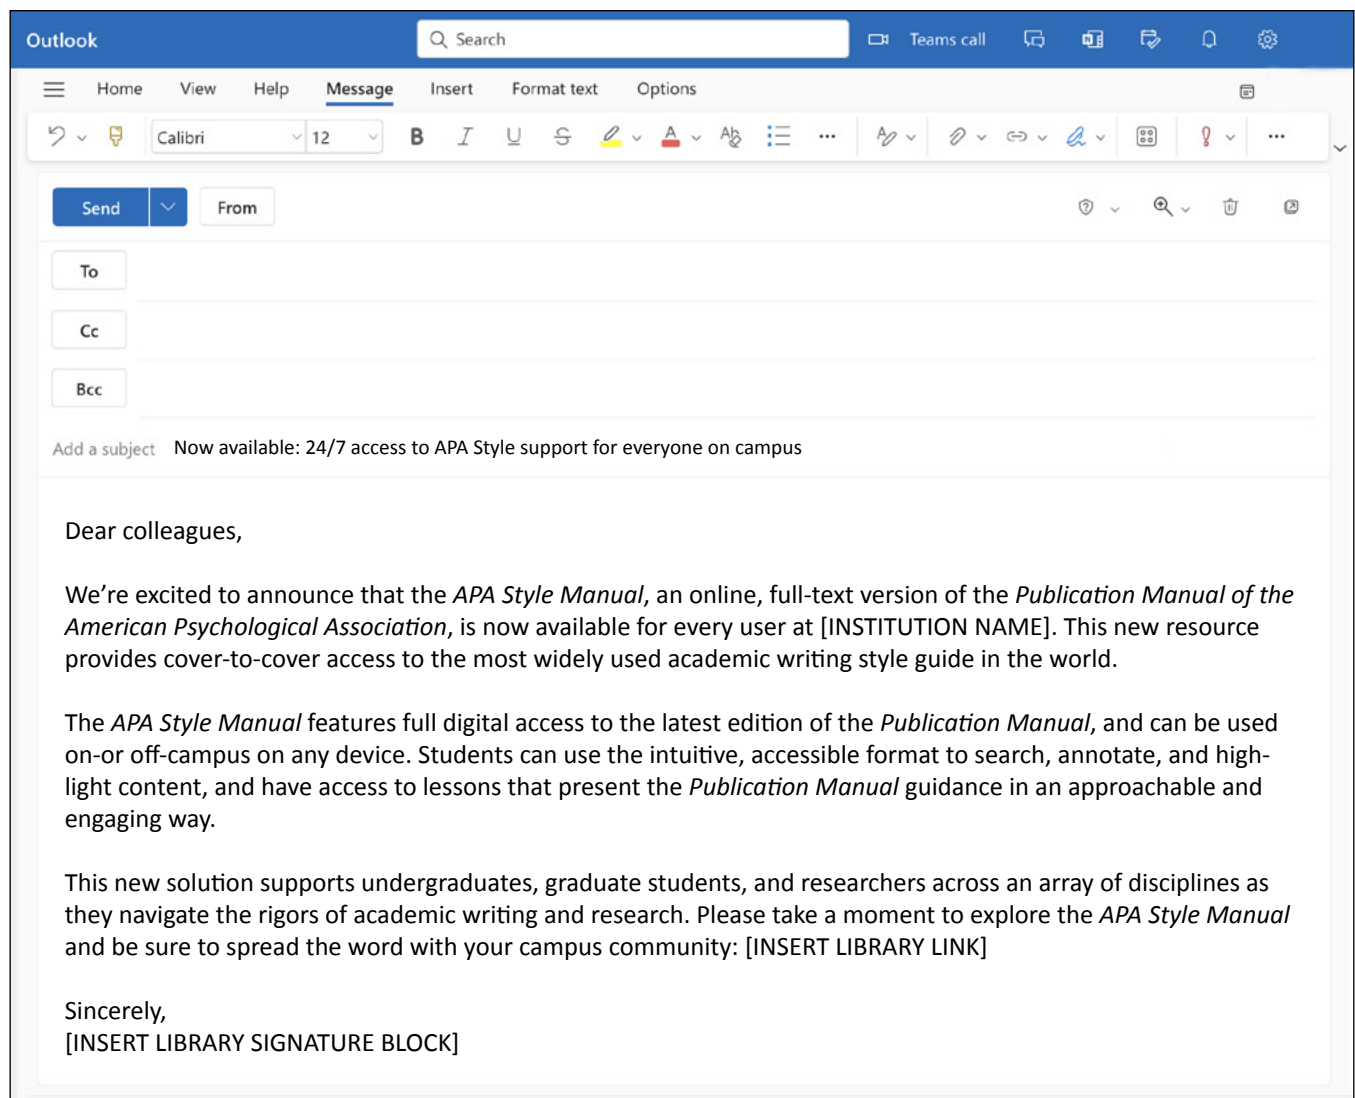 Outlook
Search
Teams call
Home View Help Message Insert Format text Options
Calibri 12 B I U S A Ab ... A ...
Send From
To
Cc
Bcc
Add a subject Now available: 24/7 access to APA Style support for everyone on campus
Dear colleagues,
We're excited to announce that the APA Style Manual, an online, full-text version of the Publication Manual of the
American Psychological Association, is now available for every user at [INSTITUTION NAME]. This new resource
provides cover-to-cover access to the most widely used academic writing style guide in the world.
The APA Style Manual features full digital access to the latest edition of the Publication Manual, and can be used
on-or off-campus on any device. Students can use the intuitive, accessible format to search, annotate, and high-
light content, and have access to lessons that present the Publication Manual guidance in an approachable and
engaging way.
This new solution supports undergraduates, graduate students, and researchers across an array of disciplines as
they navigate the rigors of academic writing and research. Please take a moment to explore the APA Style Manual
and be sure to spread the word with your campus community: [INSERT LIBRARY LINK]
Sincerely,
[INSERT LIBRARY SIGNATURE BLOCK]